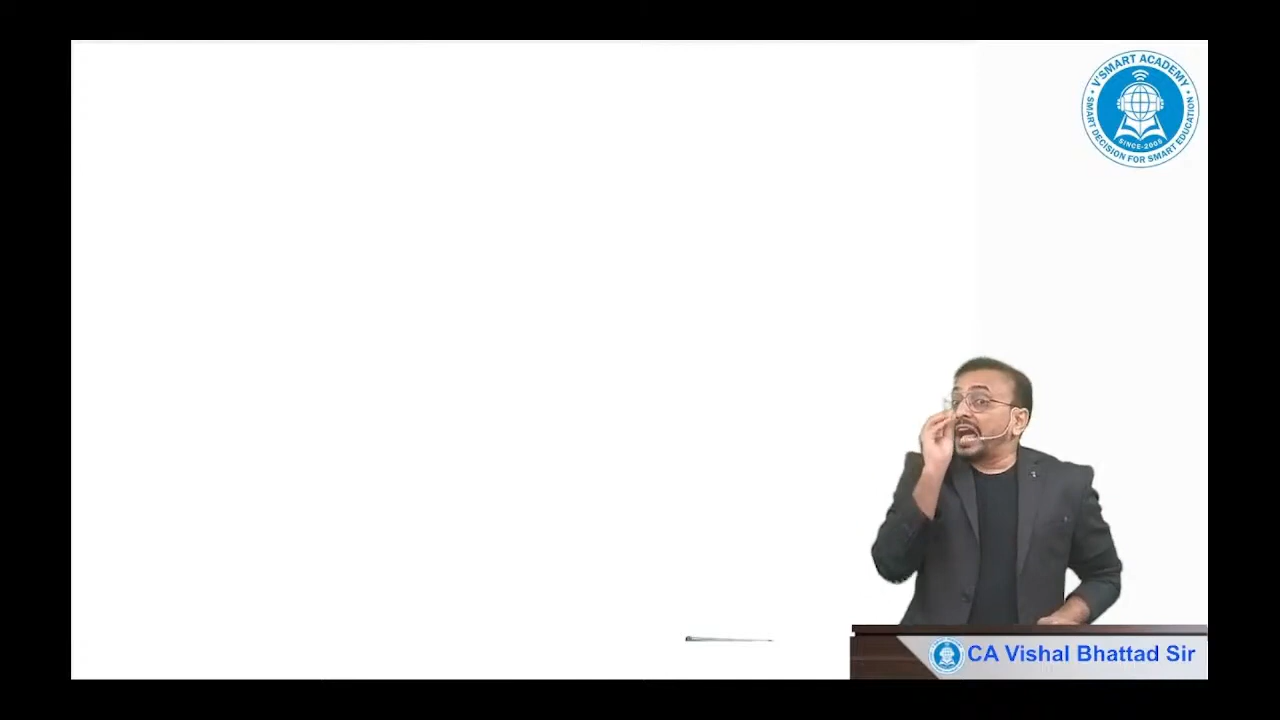 V'SMART ACADEMY
SMART DECISION FOR SMART EDUCATION
SINCE-2005
CA Vishal Bhattad Sir